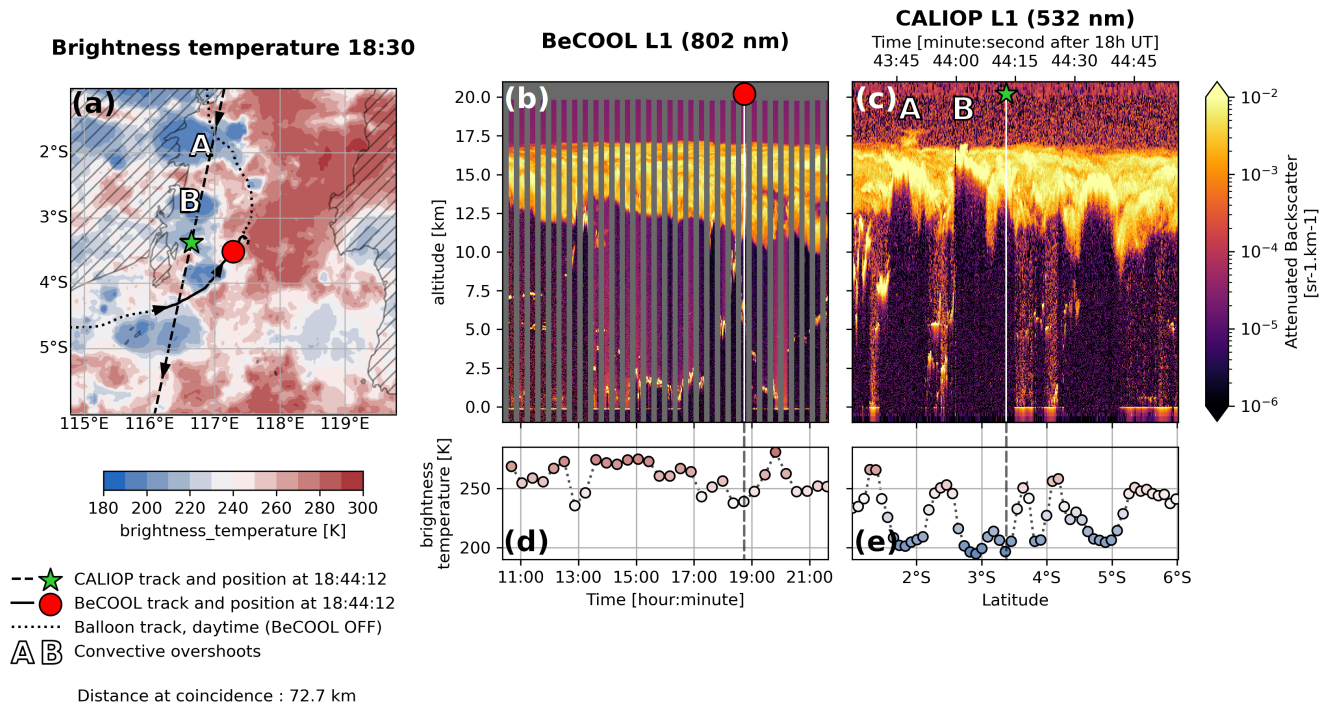 Brightness temperature 18:30
(a)
A
B
2°S
3°S
4°S
5°S
115°E 116°E 117°E 118°E 119°E
180 200 220 240 260 280 300
brightness_temperature [K]
CALIOP track and position at 18:44:12
BeCOOL track and position at 18:44:12
Balloon track, daytime (BeCOOL OFF)
A B Convective overshoots
Distance at coincidence : 72.7 km
BeCOOL L1 (802 nm)
(b)
20.0
17.5
15.0
12.5
10.0
7.5
5.0
2.5
0.0
altitude [km]
CALIOP L1 (532 nm)
Time [minute:second after 18h UT]
43:45 44:00 44:15 44:30 44:45
(c)
A
B
10−2
10−3
10−4
10−5
10−6
Attenuated Backscatter
[sr-1.km-1]
brightness
temperature [K]
250
200
(d)
11:00 13:00 15:00 17:00 19:00 21:00
Time [hour:minute]
250
200
(e)
2°S 3°S 4°S 5°S 6°S
Latitude